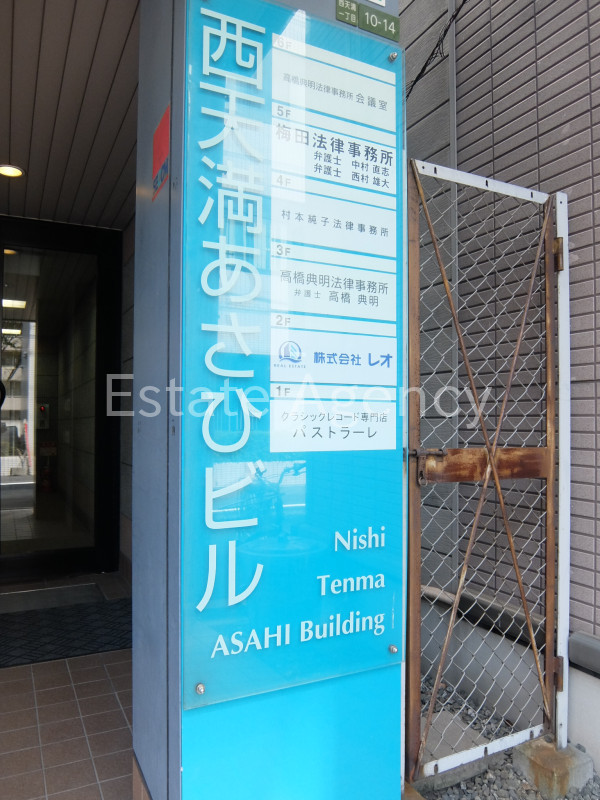 西天満
一丁目 10-14
西天満あさひビル
6F
高橋典明法律事務所 会議室
5F
梅田法律事務所
弁護士 中村 直志
弁護士 西村 雄大
4F
村本純子法律事務所
3F
高橋典明法律事務所
弁護士 高橋 典明
2F
REAL ESTATE
株式会社 レオ
1F
クラシックレコード専門店
パストラーレ
Estate Agency
Nishi
Tenma
ASAHI Building